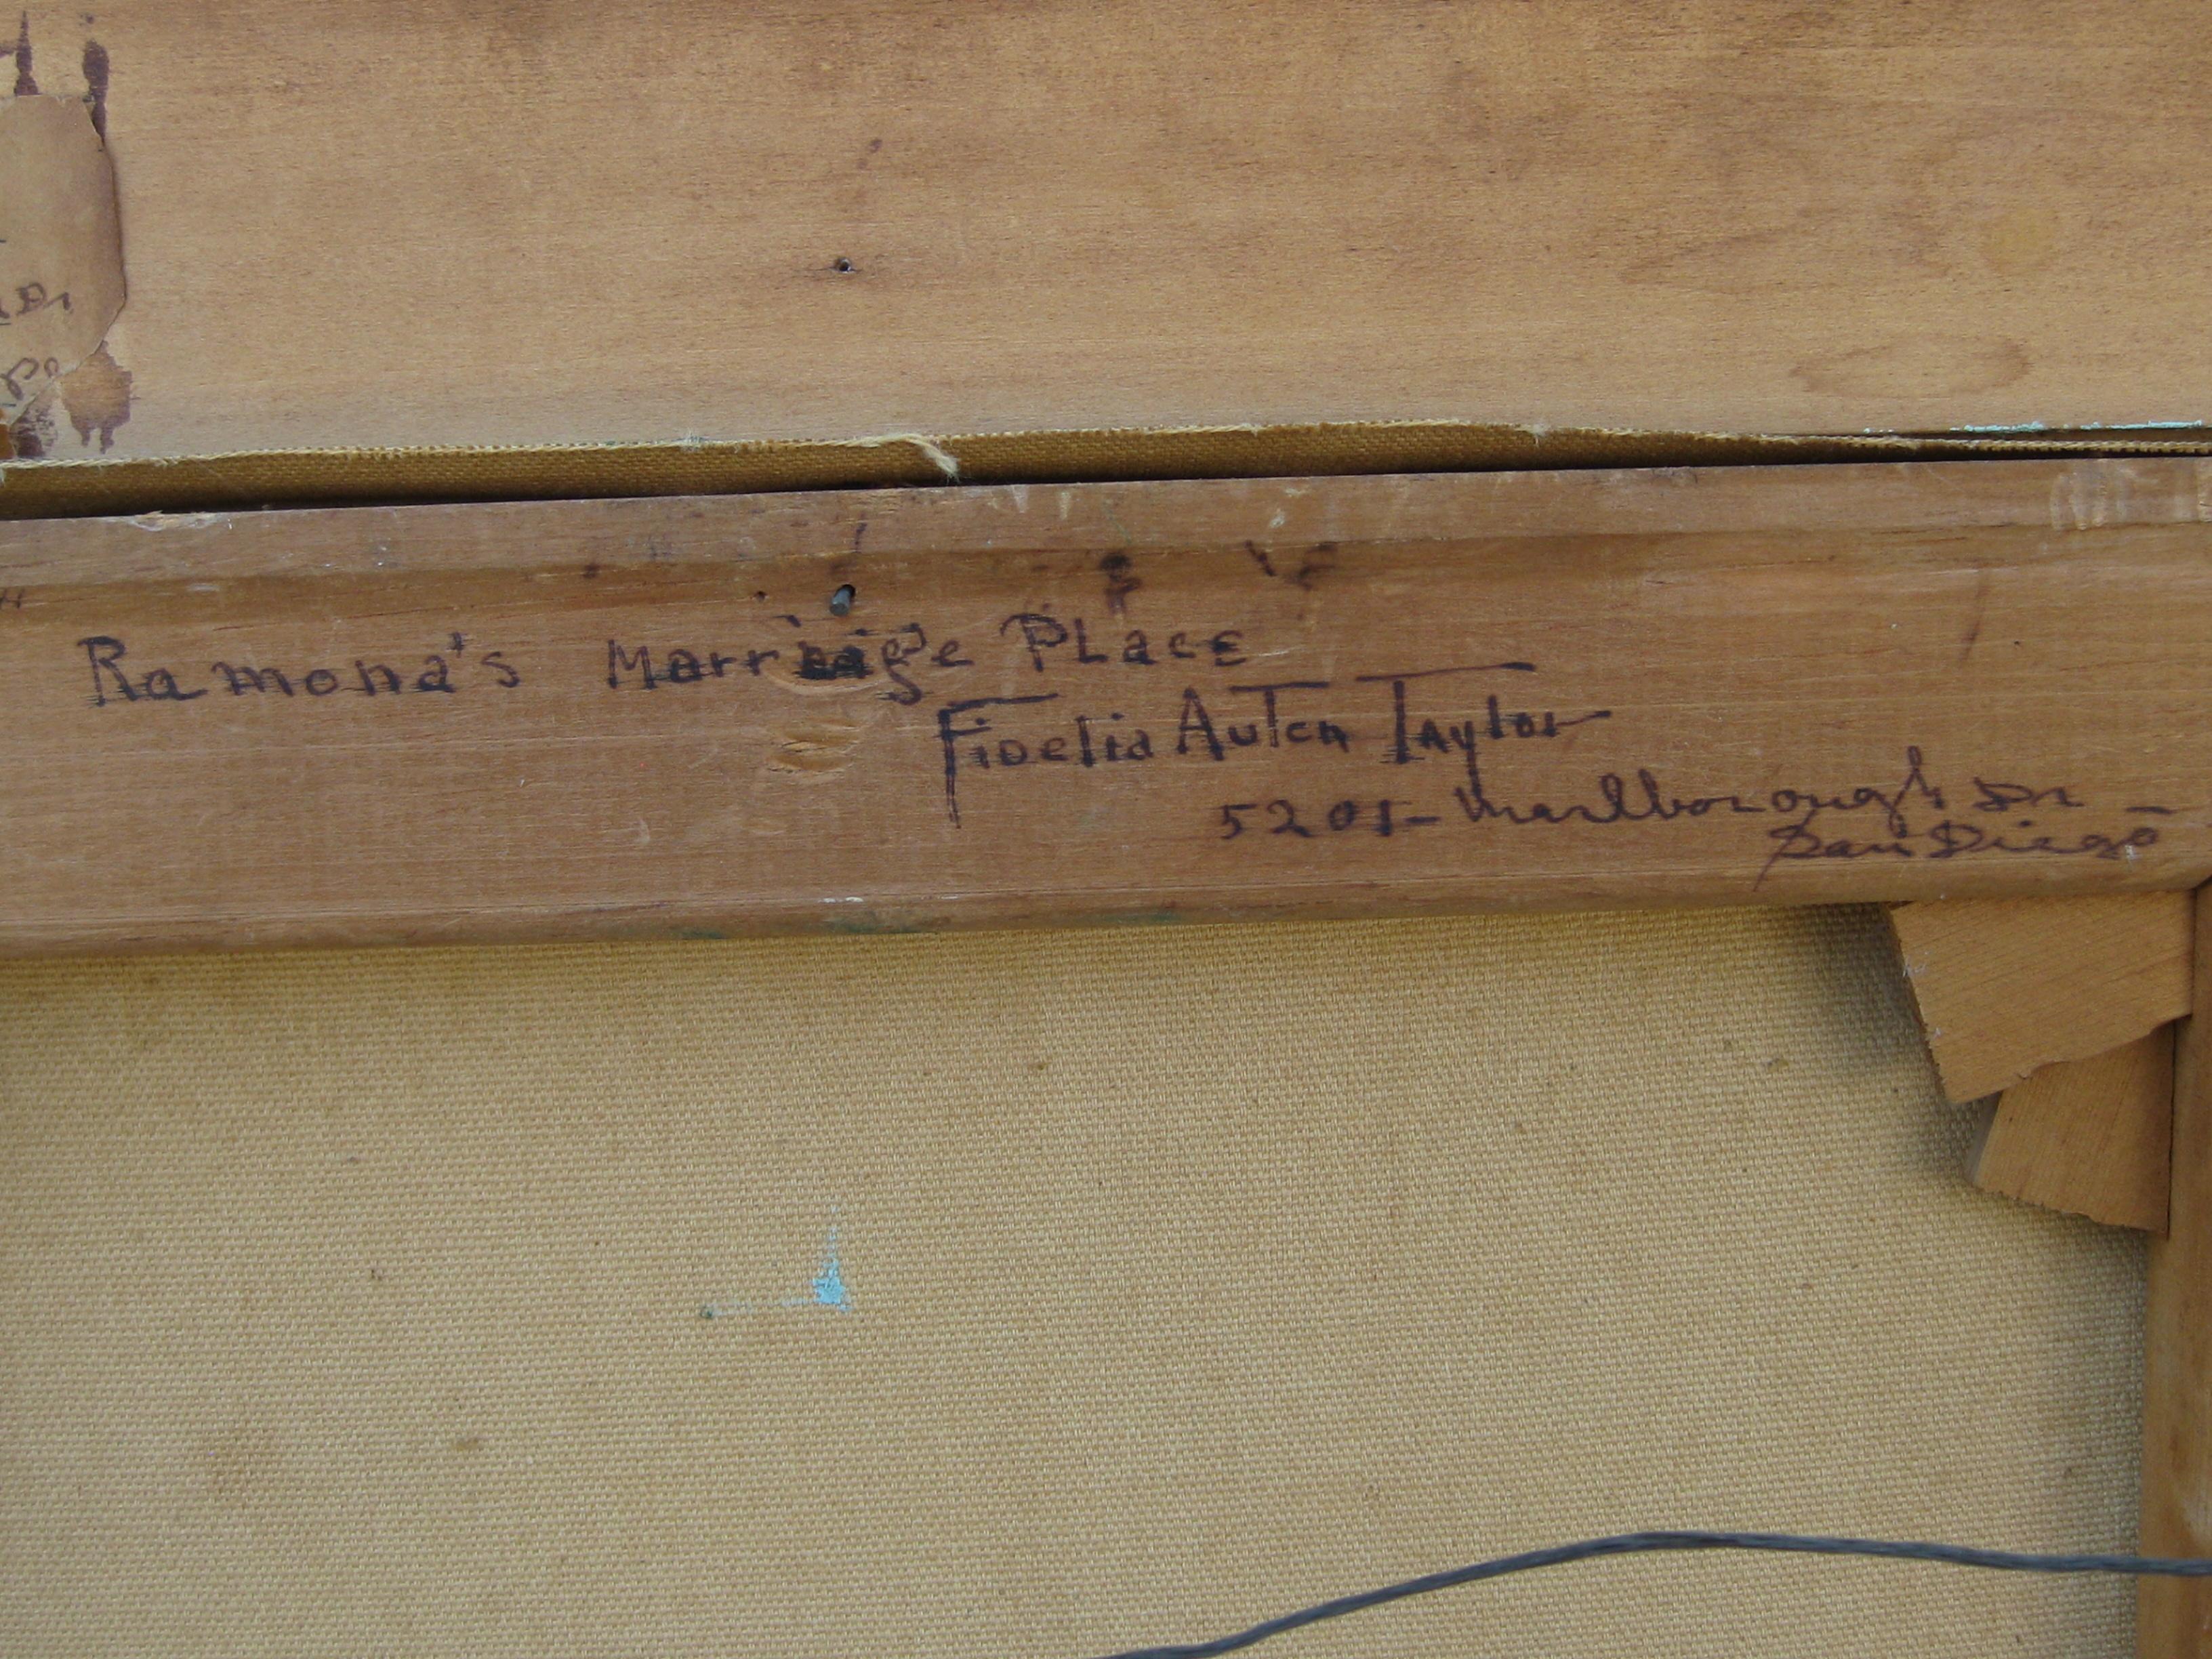 Ramona's Marriage Place
Fidelia Auten Taylor
5201- Marlborough Dr -
San Diego